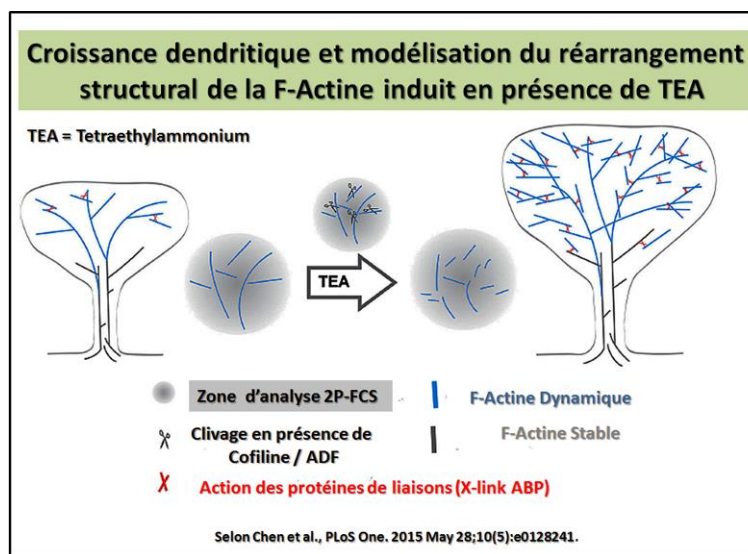 Croissance dendritique et modélisation du réarrangement
structural de la F-Actine induit en présence de TEA
TEA = Tetraethylammonium
TEA
Zone d'analyse 2P-FCS
F-Actine Dynamique
Clivage en présence de
Cofiline / ADF
F-Actine Stable
Action des protéines de liaisons (X-link ABP)
Selon Chen et al., PLoS One. 2015 May 28;10(5):e0128241.